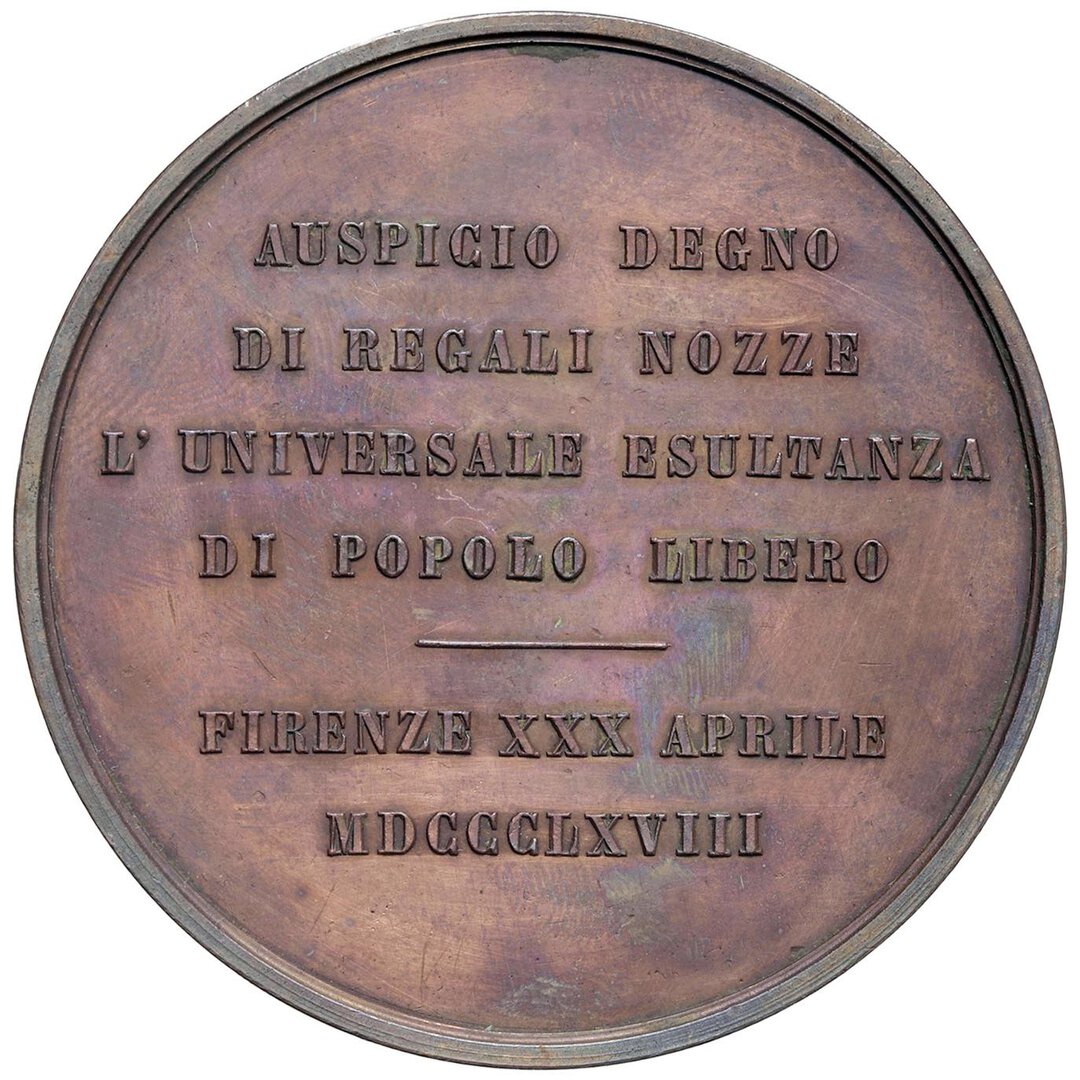 AUSPICIO DEGNO
DI REGALI NOZZE
L' UNIVERSALE ESULTANZA
DI POPOLO LIBERO
FIRENZE XXX APRILE
MDCCCLXVIII